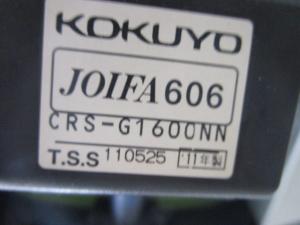 KOKUYO
JOIFA 606
CRS-G1600NN
T.S.S 110525 '11年製